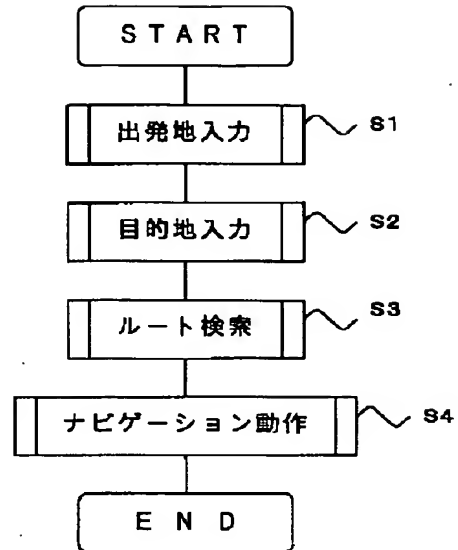 START
出発地入力 S1
目的地入力 S2
ルート検索 S3
ナビゲーション動作 S4
END